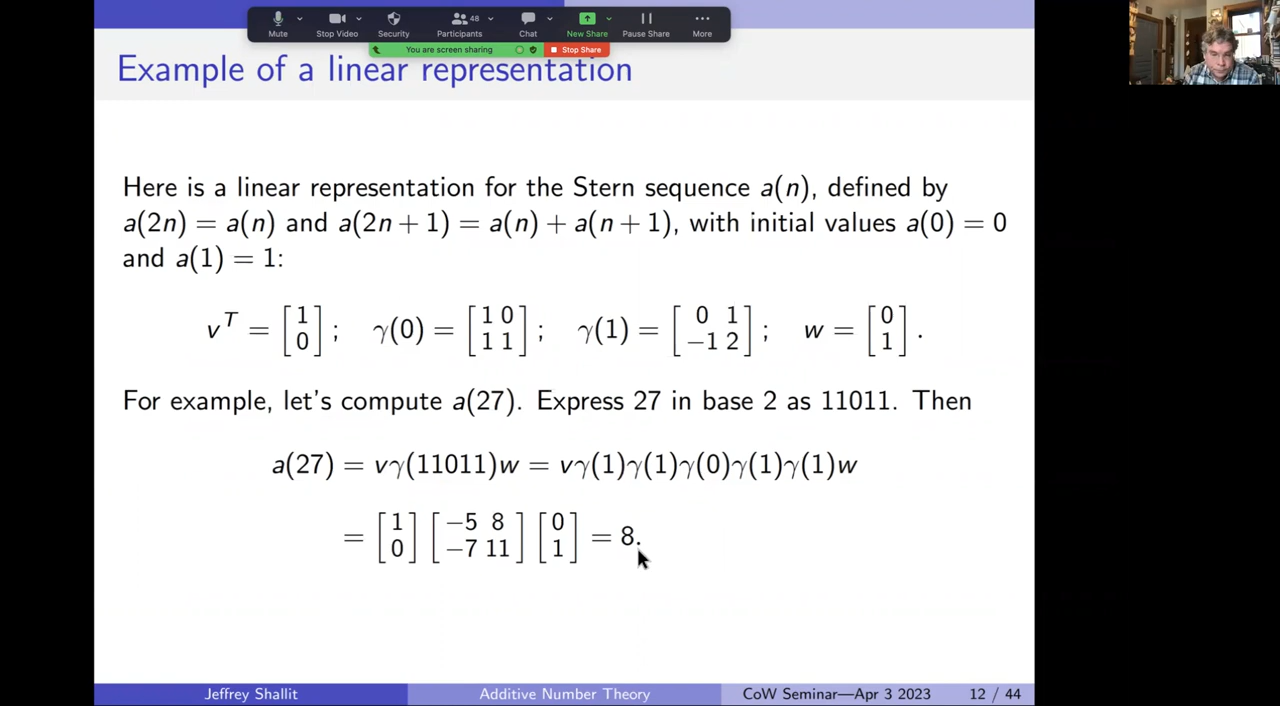 48
Mute Stop Video Security Participants Chat New Share Pause Share More
You are screen sharing Stop Share
Example of a linear representation
Here is a linear representation for the Stern sequence a(n), defined by
a(2n) = a(n) and a(2n + 1) = a(n) + a(n + 1), with initial values a(0) = 0
and a(1) = 1:
v^T = [1; 0]; γ(0) = [1 0; 1 1]; γ(1) = [0 1; −1 2]; w = [0; 1].
For example, let's compute a(27). Express 27 in base 2 as 11011. Then
a(27) = vγ(11011)w = vγ(1)γ(1)γ(0)γ(1)γ(1)w
= [1; 0] [−5 8; −7 11] [0; 1] = 8.
Jeffrey Shallit Additive Number Theory CoW Seminar—Apr 3 2023 12 / 44